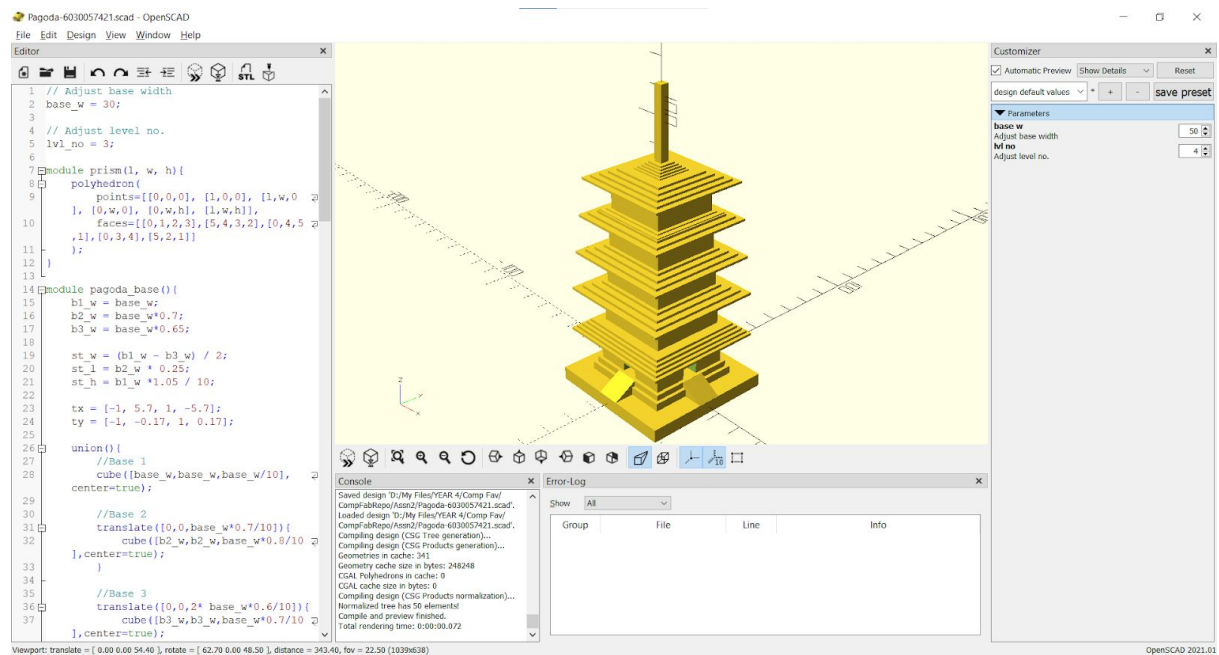 Pagoda-6030057421.scad - OpenSCAD
File Edit Design View Window Help
Editor
STL
1 // Adjust base width
2 base_w = 30;
3
4 // Adjust level no.
5 lvl_no = 3;
6
7 module prism(l, w, h){
8 polyhedron(
9 points=[[0,0,0], [l,0,0], [l,w,0
], [0,w,0], [0,w,h], [l,w,h]],
10 faces=[[0,1,2,3],[5,4,3,2],[0,4,5
,1],[0,3,4],[5,2,1]]
11 );
12 }
13
14 module pagoda_base(){
15 b1_w = base_w;
16 b2_w = base_w*0.7;
17 b3_w = base_w*0.65;
18
19 st_w = (b1_w - b3_w) / 2;
20 st_l = b2_w * 0.25;
21 st_h = b1_w *1.05 / 10;
22
23 tx = [-1, 5.7, 1, -5.7];
24 ty = [-1, -0.17, 1, 0.17];
25
26 union(){
27 //Base 1
28 cube([base_w,base_w,base_w/10],
center=true);
29
30 //Base 2
31 translate([0,0,base_w*0.7/10]){
32 cube([b2_w,b2_w,base_w*0.8/10
],center=true);
33 }
34
35 //Base 3
36 translate([0,0,2* base_w*0.6/10]){
37 cube([b3_w,b3_w,base_w*0.7/10
],center=true);
z
y
x
10
Console
Saved design 'D:/My Files/YEAR 4/Comp Fav/
CompFabRepo/Assn2/Pagoda-6030057421.scad'.
Loaded design 'D:/My Files/YEAR 4/Comp Fav/
CompFabRepo/Assn2/Pagoda-6030057421.scad'.
Compiling design (CSG Tree generation)...
Compiling design (CSG Products generation)...
Geometries in cache: 341
Geometry cache size in bytes: 248248
CGAL Polyhedrons in cache: 0
CGAL cache size in bytes: 0
Compiling design (CSG Products normalization)...
Normalized tree has 50 elements!
Compile and preview finished.
Total rendering time: 0:00:00.072
Error-Log
Show All
Group File Line Info
Customizer
Automatic Preview Show Details Reset
design default values * + - save preset
Parameters
base w
Adjust base width
50
lvl no
Adjust level no.
4
Viewport: translate = [ 0.00 0.00 54.40 ], rotate = [ 62.70 0.00 48.50 ], distance = 343.40, fov = 22.50 (1039x638)
OpenSCAD 2021.01